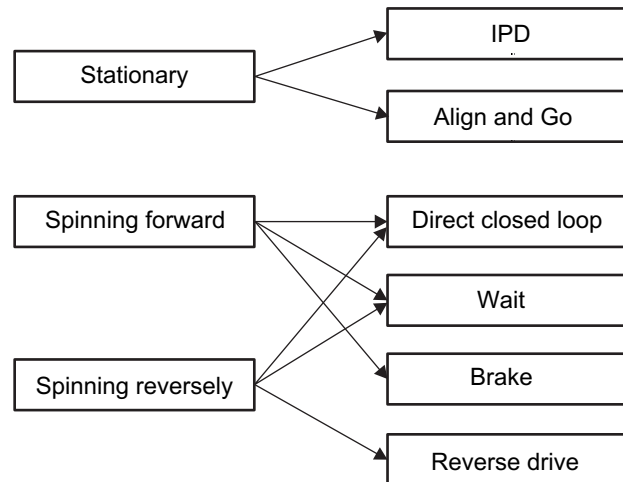 IPD
Stationary
Align and Go
Spinning forward
Direct closed loop
Wait
Spinning reversely
Brake
Reverse drive